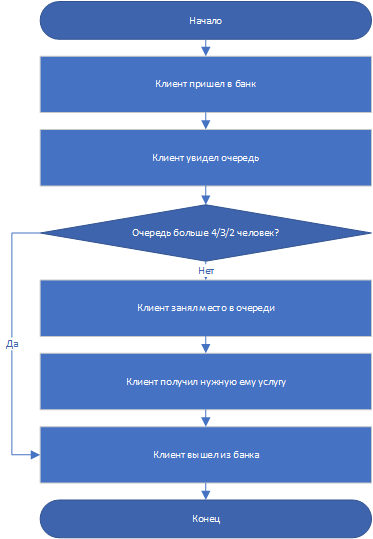 Начало
Клиент пришел в банк
Клиент увидел очередь
Очередь больше 4/3/2 человек?
Нет
Клиент занял место в очереди
Да
Клиент получил нужную ему услугу
Клиент вышел из банка
Конец